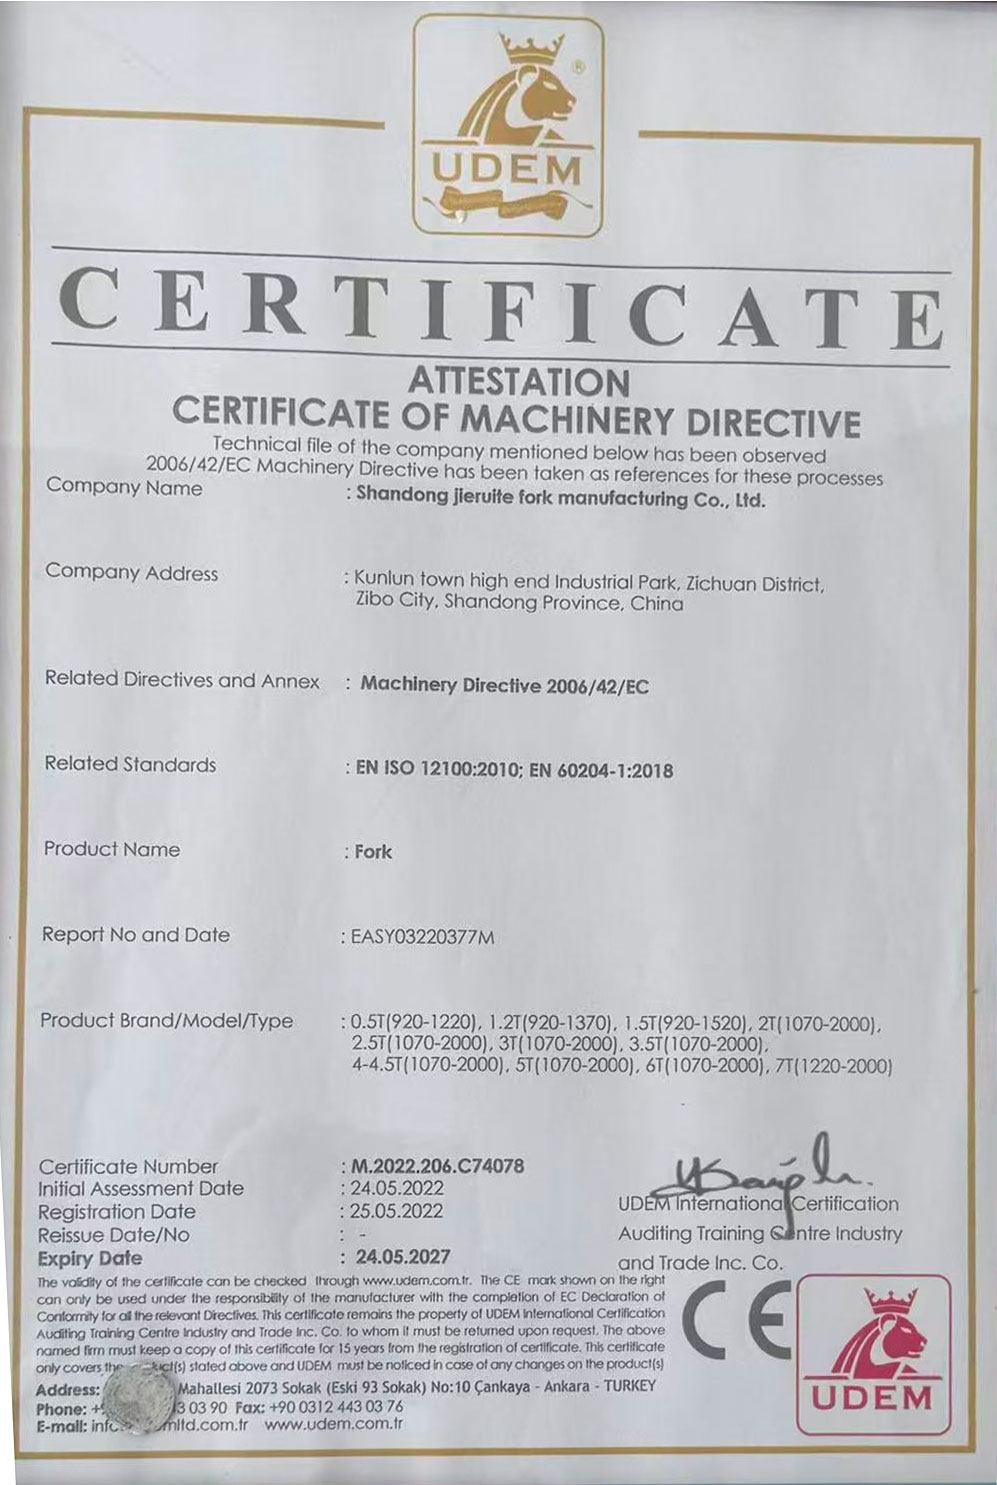 UDEM
®
CERTIFICATE
ATTESTATION
CERTIFICATE OF MACHINERY DIRECTIVE
Technical file of the company mentioned below has been observed
2006/42/EC Machinery Directive has been taken as references for these processes
Company Name : Shandong jieruite fork manufacturing Co., Ltd.
Company Address : Kunlun town high end Industrial Park, Zichuan District,
Zibo City, Shandong Province, China
Related Directives and Annex : Machinery Directive 2006/42/EC
Related Standards : EN ISO 12100:2010; EN 60204-1:2018
Product Name : Fork
Report No and Date : EASY03220377M
Product Brand/Model/Type : 0.5T(920-1220), 1.2T(920-1370), 1.5T(920-1520), 2T(1070-2000),
2.5T(1070-2000), 3T(1070-2000), 3.5T(1070-2000),
4-4.5T(1070-2000), 5T(1070-2000), 6T(1070-2000), 7T(1220-2000)
Certificate Number : M.2022.206.C74078
Initial Assessment Date : 24.05.2022
Registration Date : 25.05.2022
Reissue Date/No : -
Expiry Date : 24.05.2027
UDEM International Certification
Auditing Training Centre Industry
and Trade Inc. Co.
The validity of the certificate can be checked through www.udem.com.tr. The CE mark shown on the right
can only be used under the responsibility of the manufacturer with the completion of EC Declaration of
Conformity for all the relevant Directives. This certificate remains the property of UDEM International Certification
Auditing Training Centre Industry and Trade Inc. Co. to whom it must be returned upon request. The above
named firm must keep a copy of this certificate for 15 years from the registration of certificate. This certificate
only covers the (s) stated above and UDEM must be noticed in case of any changes on the product(s)
Address: Mahallesi 2073 Sokak (Eski 93 Sokak) No:10 Çankaya - Ankara - TURKEY
Phone: 03 90 Fax: +90 0312 443 03 76
E-mail: mltd.com.tr www.udem.com.tr
CE
UDEM